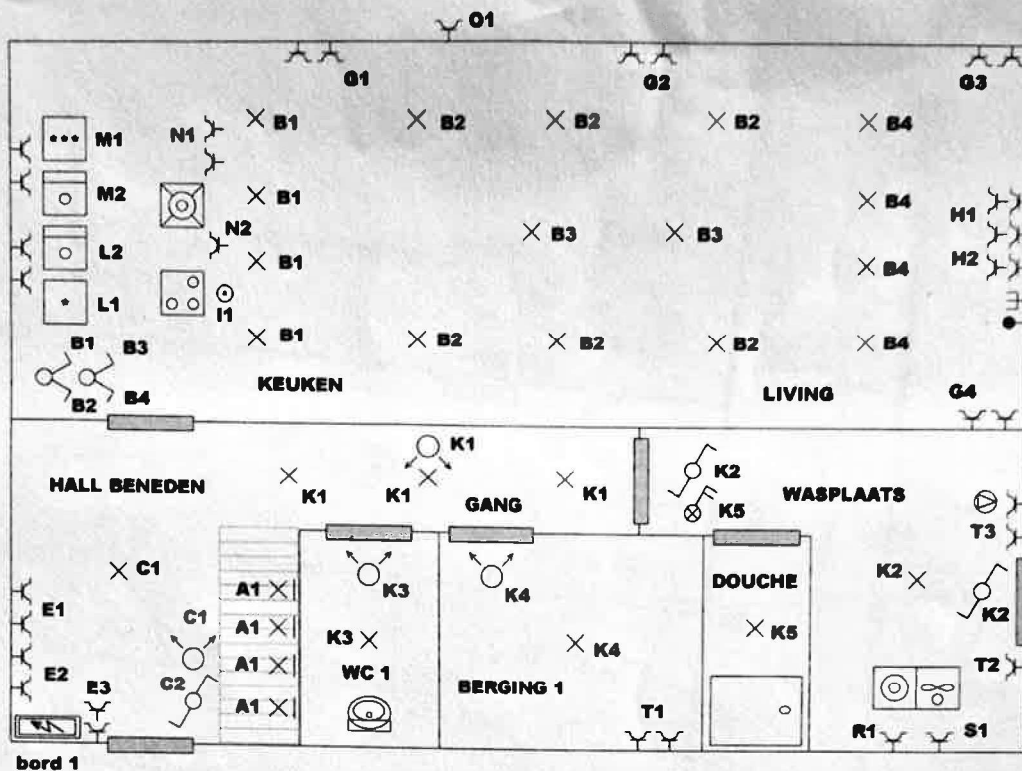 O1
G1 G2 G3
M1 N1 B1 B2 B2 B2 B4
M2 B1 B4
N2 B3 B3 H1
L2 B1 B4 H2
L1 I1
B1 B3 B1 B2 B2 B2 B4
B2 B4 KEUKEN LIVING G4
K1 K2
HALL BENEDEN K1 K1 K1 WASPLAATS
GANG K5
T3
C1 K3 K4 DOUCHE K2
A1
E1 C1 K2
A1 K3 K4 K5
E2 C2 A1 WC 1 BERGING 1 T2
E3 A1
T1 R1 S1
bord 1